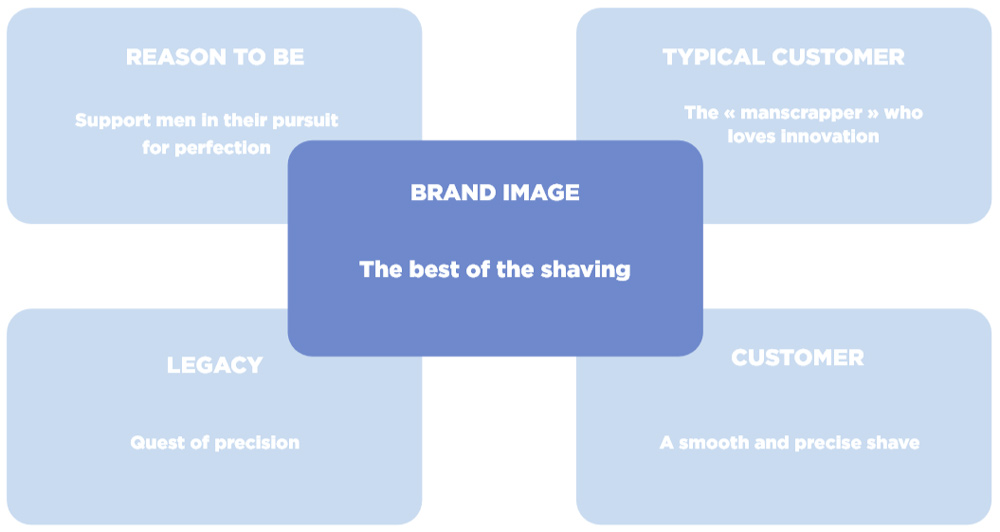 REASON TO BE
Support men in their pursuit
for perfection
TYPICAL CUSTOMER
The « manscrapper » who
loves innovation
BRAND IMAGE
The best of the shaving
LEGACY
Quest of precision
CUSTOMER
A smooth and precise shave